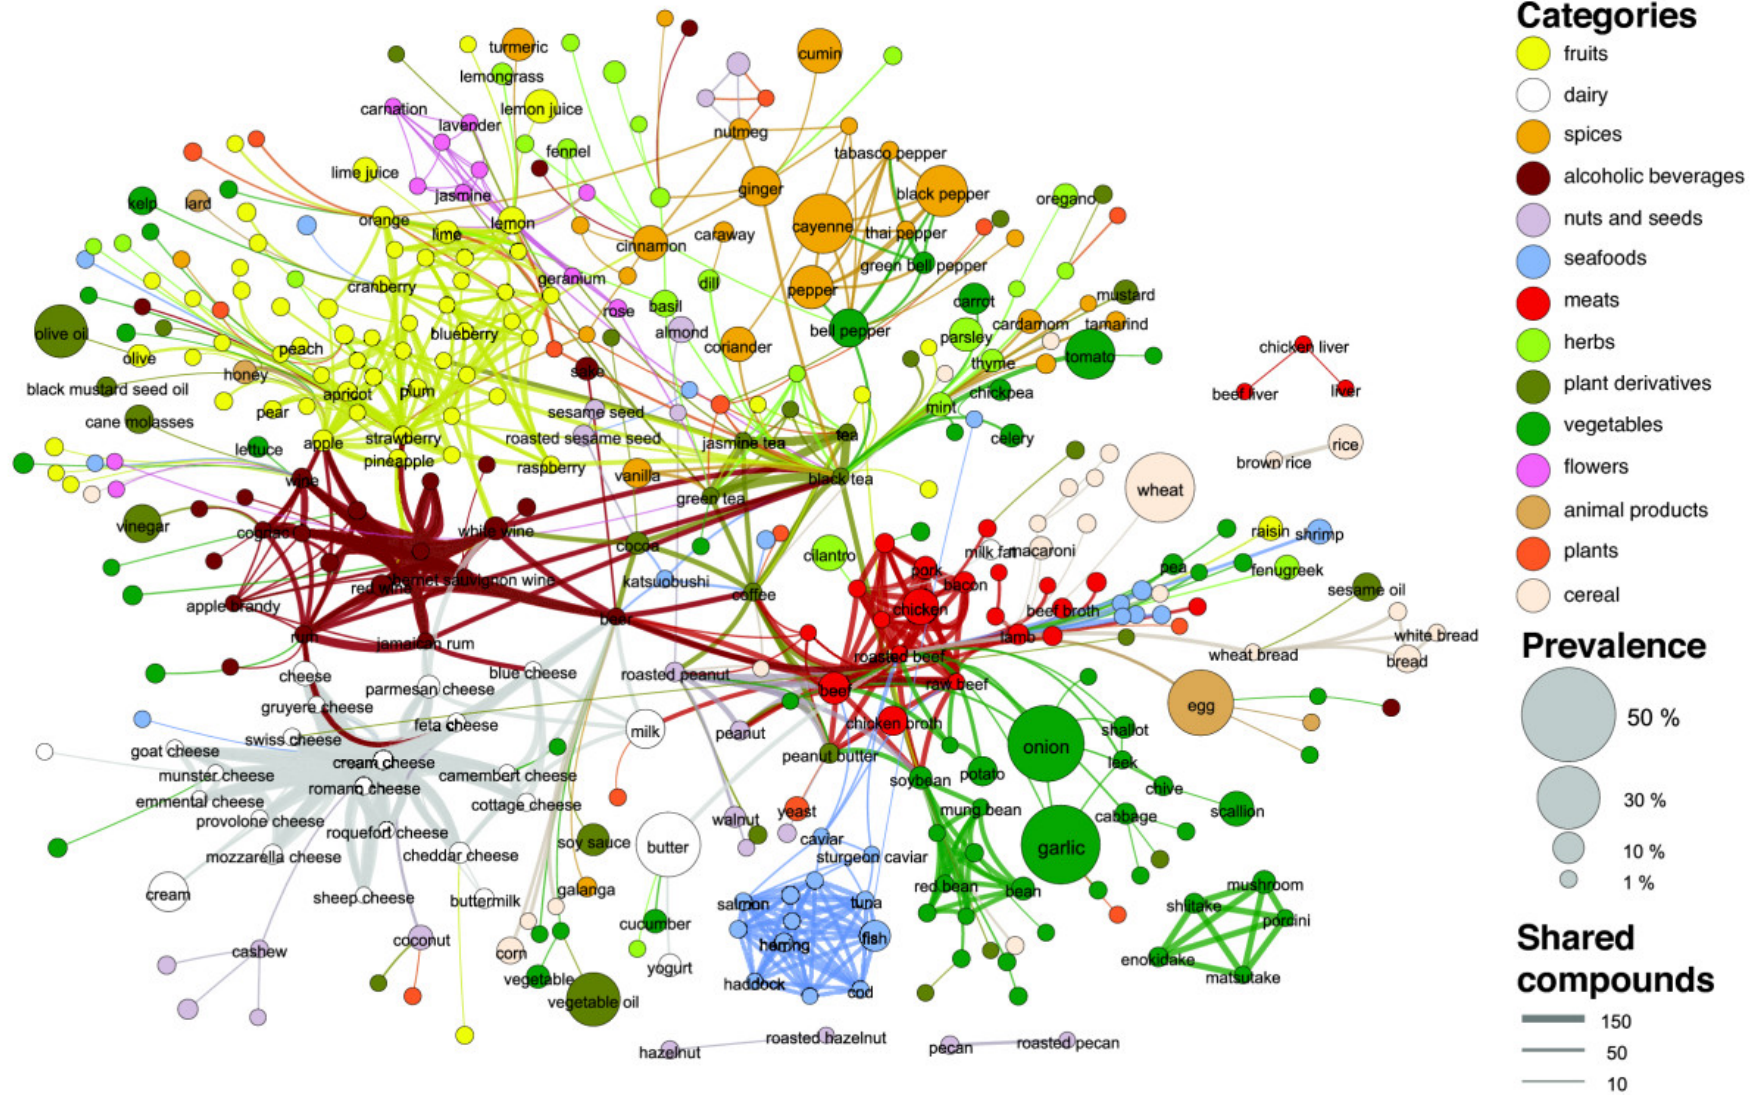 Categories
fruits
dairy
spices
alcoholic beverages
nuts and seeds
seafoods
meats
herbs
plant derivatives
vegetables
flowers
animal products
plants
cereal
Prevalence
50 %
30 %
10 %
1 %
Shared
compounds
150
50
10
turmeric
cumin
lemongrass
carnation
lemon juice
lavender
nutmeg
fennel
tabasco pepper
lime juice
ginger
black pepper
jasmine
oregano
kelp
lard
orange
lemon
lime
cayenne
thai pepper
caraway
cinnamon
green bell pepper
geranium
dill
cranberry
pepper
mustard
carrot
basil
rose
olive oil
blueberry
almond
bell pepper
cardamom
tamarind
parsley
coriander
peach
chicken liver
olive
tomato
thyme
sake
honey
black mustard seed oil
apricot
plum
chickpea
beef liver
liver
pear
sesame seed
mint
cane molasses
apple
strawberry
roasted sesame seed
jasmine tea
tea
celery
rice
lettuce
pineapple
raspberry
brown rice
wine
vanilla
black tea
green tea
wheat
vinegar
cognac
white wine
raisin
shrimp
cocoa
cilantro
milk fat
macaroni
pea
fenugreek
pork
red wine
bernet sauvignon wine
katsuobushi
bacon
coffee
sesame oil
apple brandy
chicken
beef broth
beer
rum
jamaican rum
lamb
white bread
roasted beef
wheat bread
bread
cheese
blue cheese
roasted peanut
parmesan cheese
beef
raw beef
gruyere cheese
egg
feta cheese
chicken broth
shallot
swiss cheese
milk
peanut
goat cheese
onion
cream cheese
peanut butter
leek
munster cheese
camembert cheese
soybean
potato
romano cheese
chive
emmental cheese
cottage cheese
provolone cheese
walnut
yeast
mung bean
cabbage
scallion
roquefort cheese
soy sauce
butter
caviar
garlic
mozzarella cheese
cheddar cheese
sturgeon caviar
cream
sheep cheese
buttermilk
galanga
red bean
bean
mushroom
salmon
tuna
shiitake
porcini
cucumber
coconut
herring
fish
cashew
corn
enokidake
yogurt
vegetable
haddock
cod
matsutake
vegetable oil
roasted hazelnut
hazelnut
pecan
roasted pecan